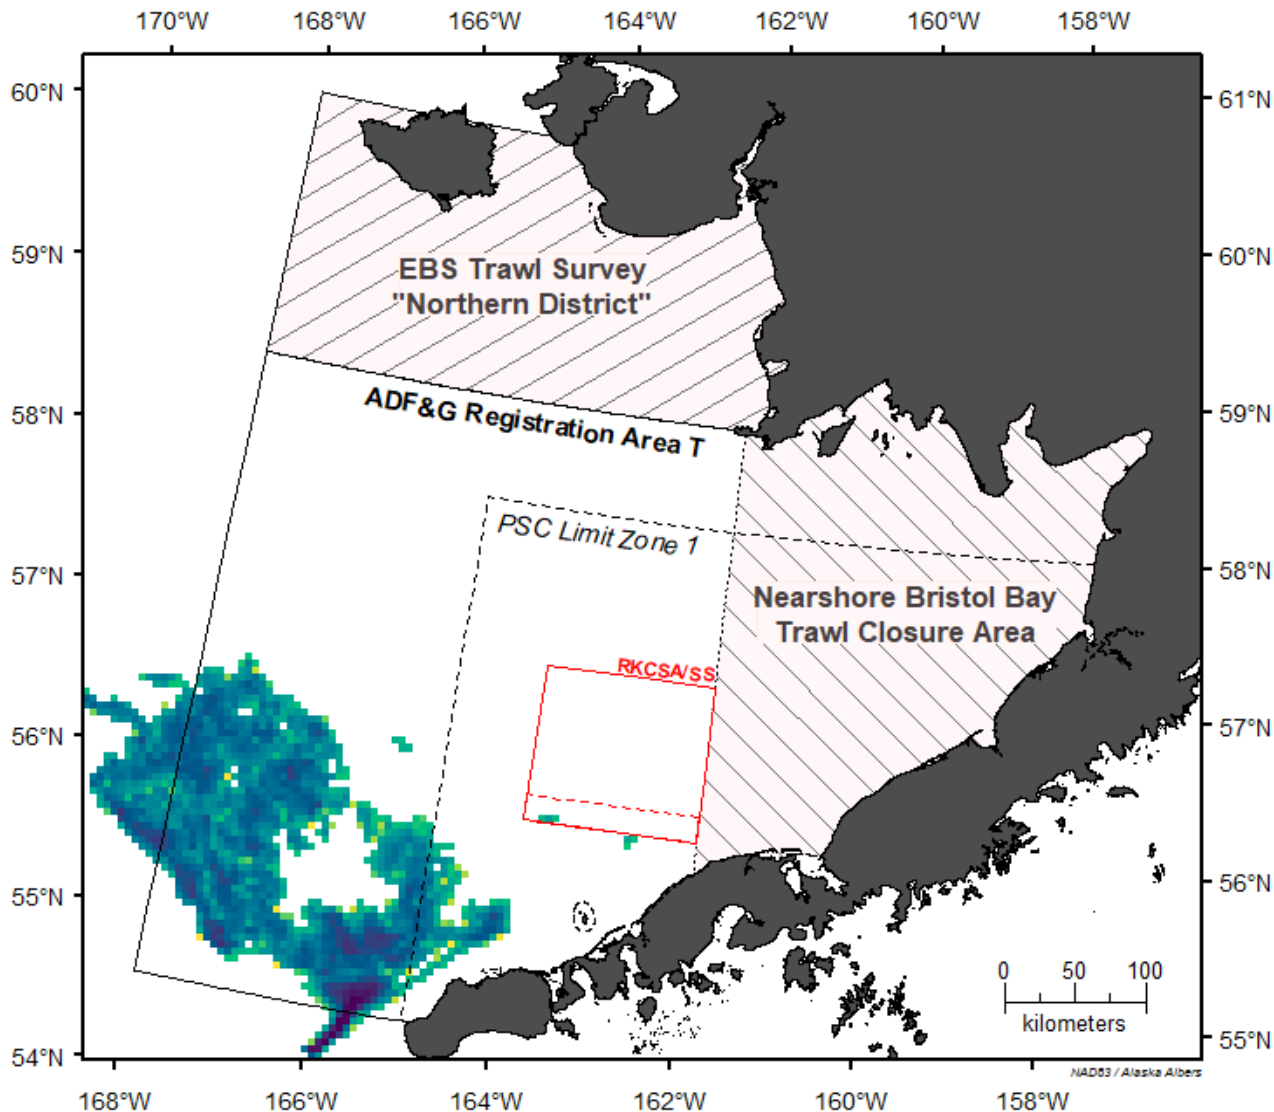 170°W 168°W 166°W 164°W 162°W 160°W 158°W
60°N
61°N
EBS Trawl Survey
"Northern District"
59°N
60°N
ADF&G Registration Area T
58°N
59°N
PSC Limit Zone 1
57°N
58°N
Nearshore Bristol Bay
Trawl Closure Area
RKCSA/SS
56°N
57°N
55°N
56°N
0 50 100
kilometers
54°N
55°N
NAD83 / Alaska Albers
168°W 166°W 164°W 162°W 160°W 158°W